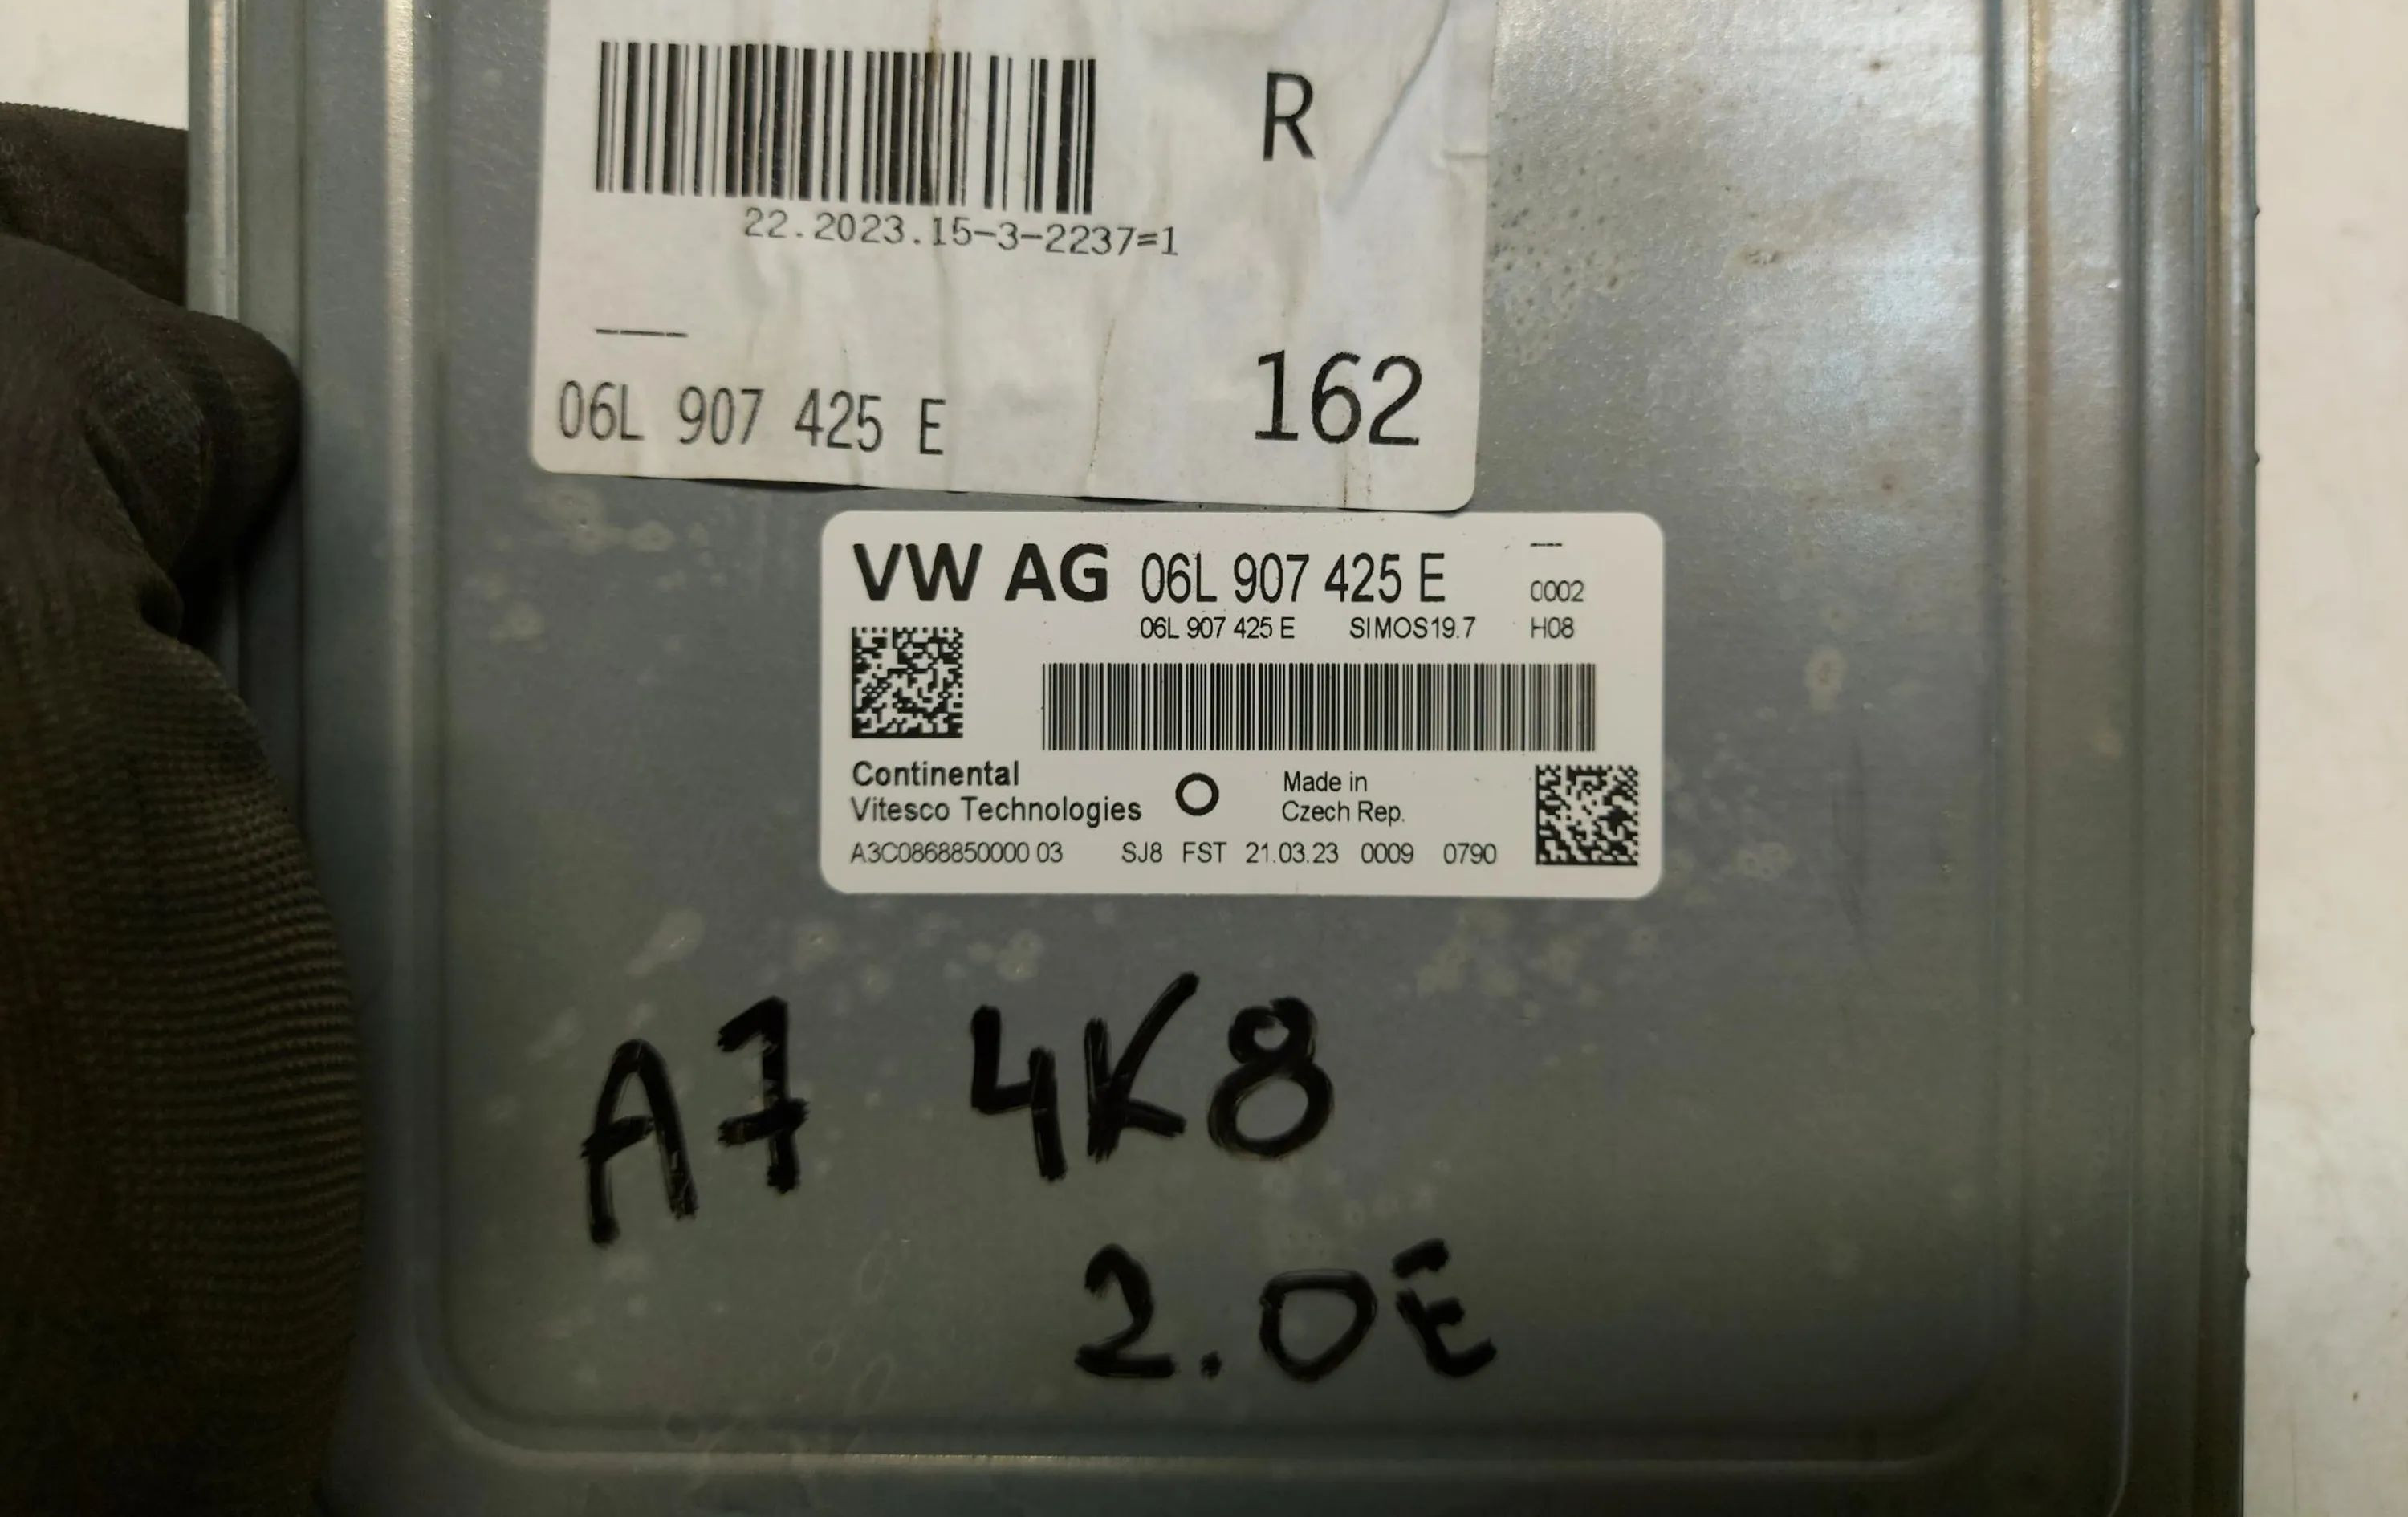 R
22.2023.15-3-2237=1
----
06L 907 425 E 162
VW AG 06L 907 425 E ---
0002
06L 907 425 E SIMOS19.7 H08
Continental
Vitesco Technologies
Made in
Czech Rep.
A3C0868850000 03 SJ8 FST 21.03.23 0009 0790
A7 4K8
2.0E